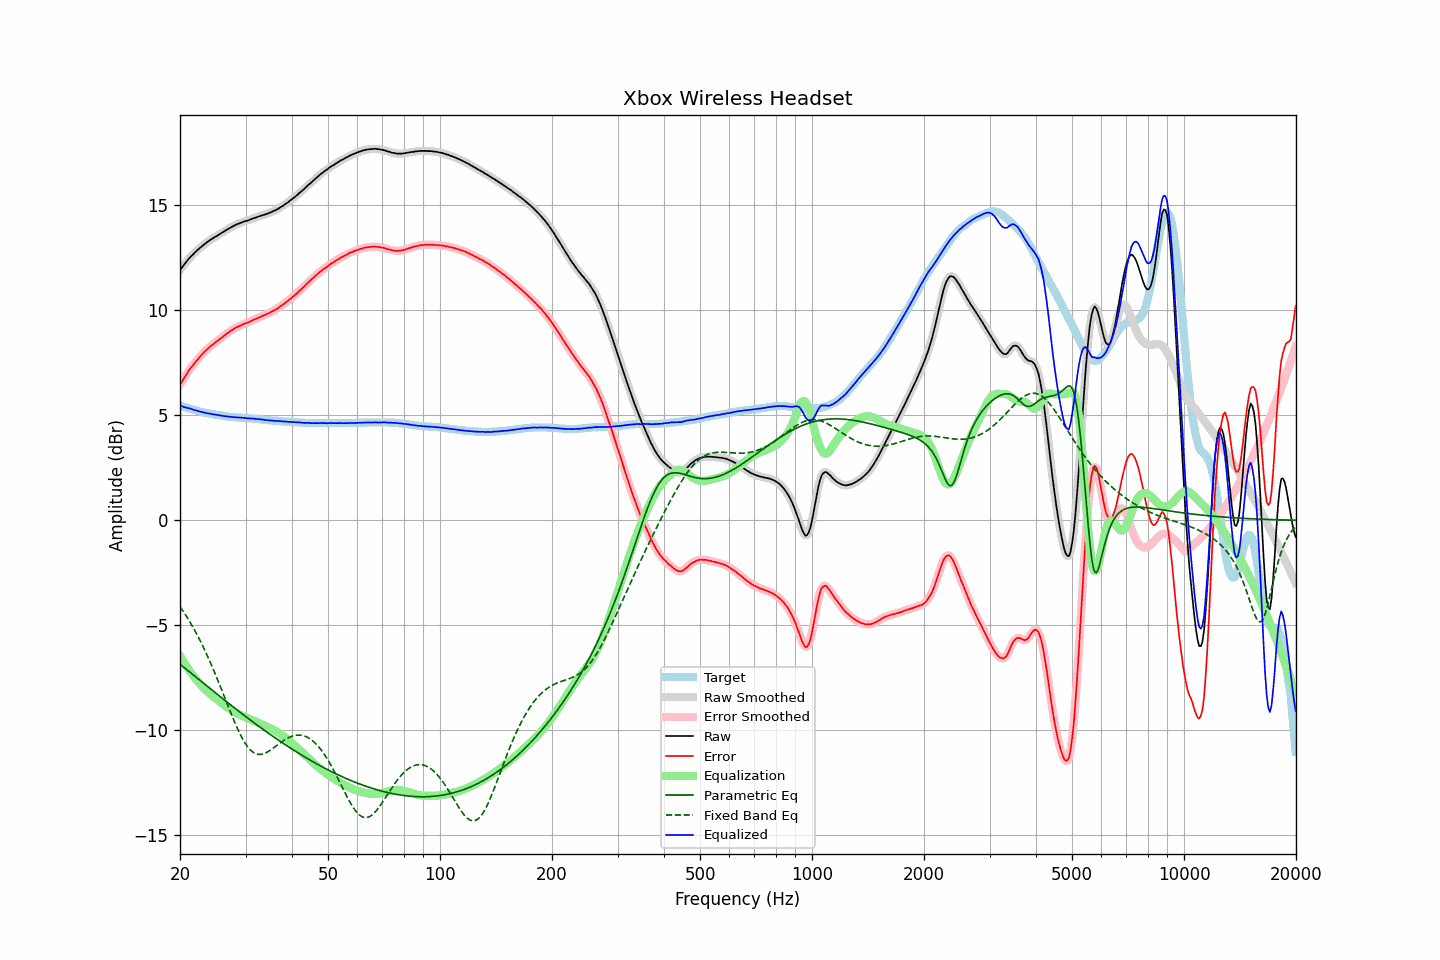 Xbox Wireless Headset
Amplitude (dBr)
15
10
5
0
−5
−10
−15
Target
Raw Smoothed
Error Smoothed
Raw
Error
Equalization
Parametric Eq
Fixed Band Eq
Equalized
20
50
100
200
500
1000
2000
5000
10000
20000
Frequency (Hz)